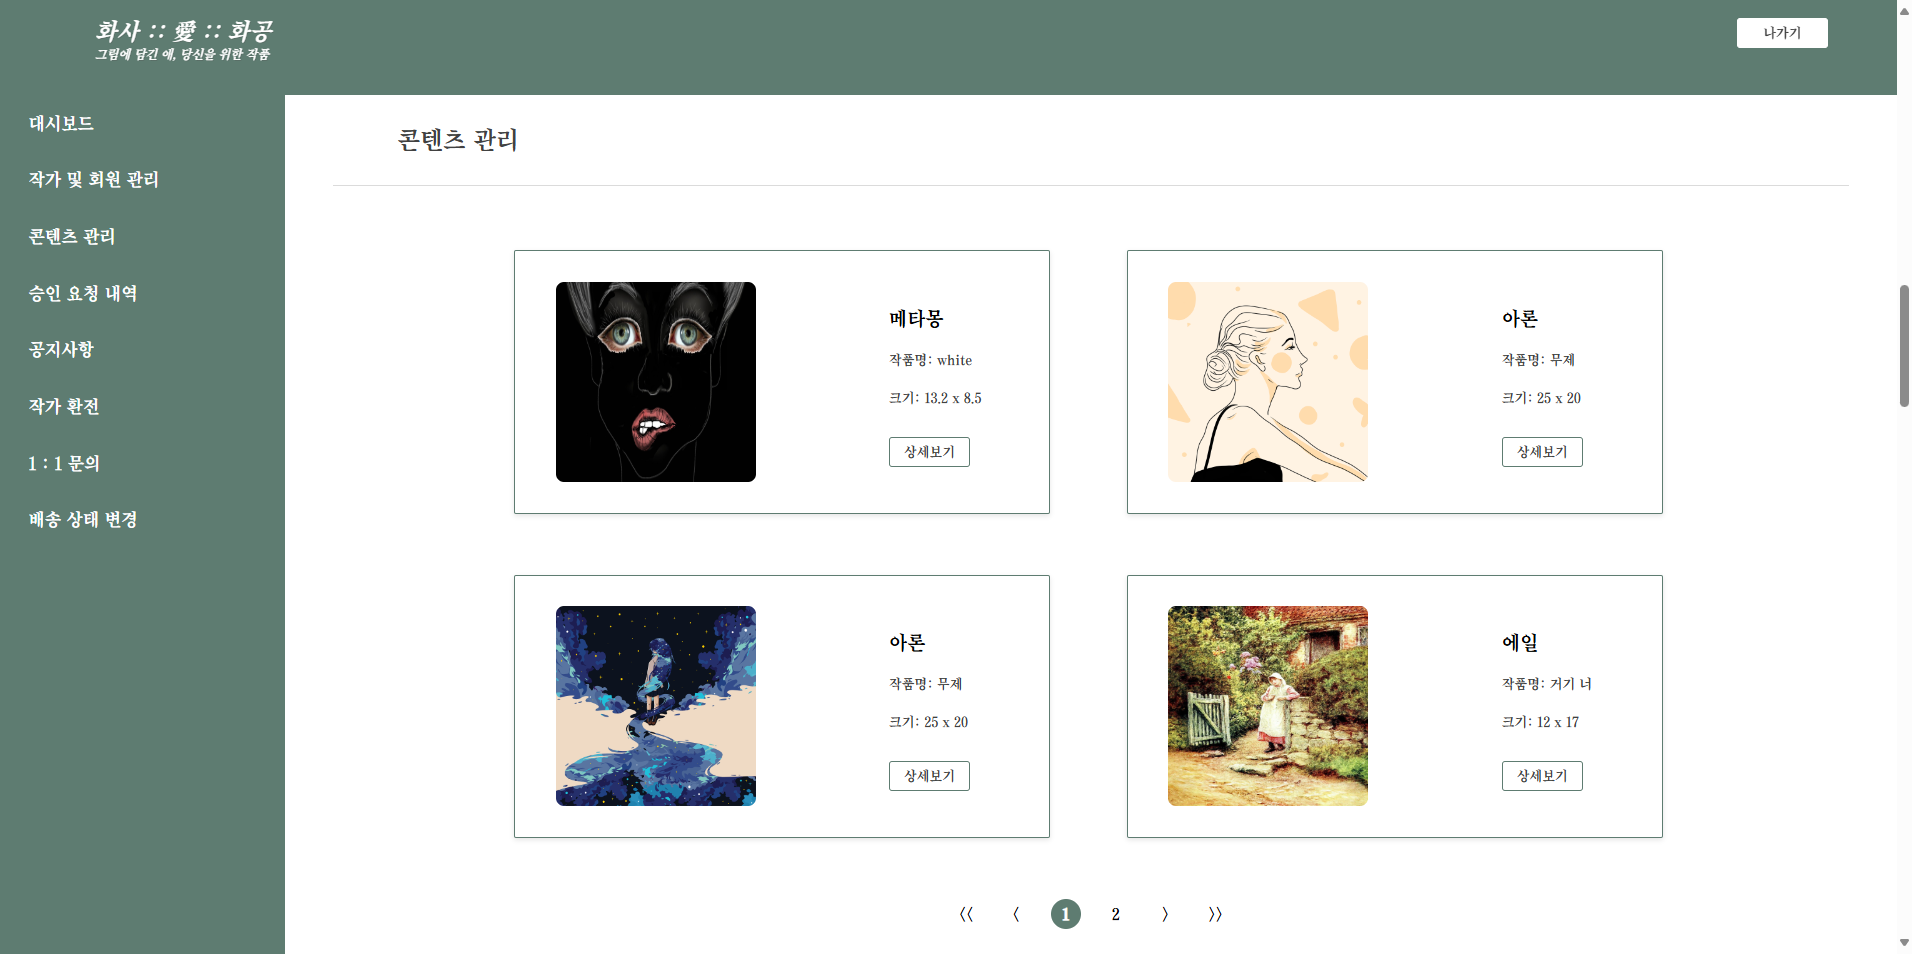 화사 :: 愛 :: 화공
그림에 담긴 애, 당신을 위한 작품
나가기
대시보드
작가 및 회원 관리
콘텐츠 관리
승인 요청 내역
공지사항
작가 환전
1 : 1 문의
배송 상태 변경
콘텐츠 관리
메타몽
작품명: white
크기: 13.2 x 8.5
상세보기
아론
작품명: 무제
크기: 25 x 20
상세보기
아론
작품명: 무제
크기: 25 x 20
상세보기
에일
작품명: 거기 너
크기: 12 x 17
상세보기
〈〈 〈 1 2 〉 〉〉